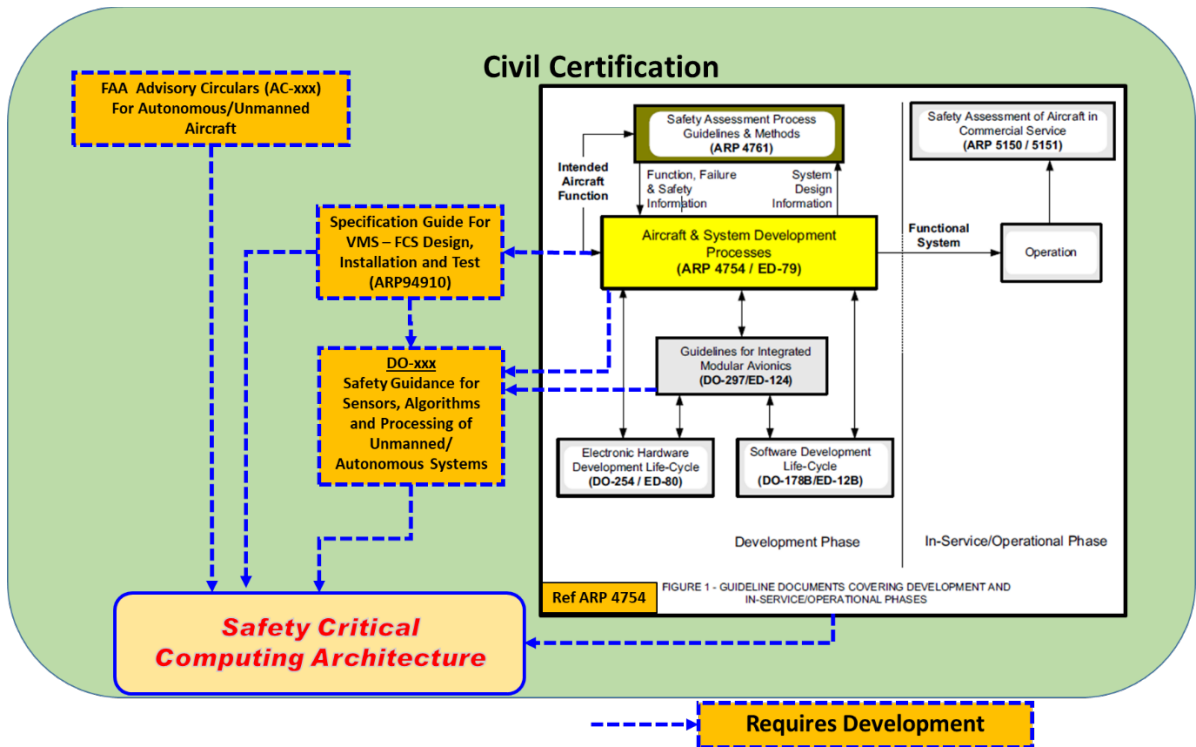 Civil Certification
FAA Advisory Circulars (AC-xxx)
For Autonomous/Unmanned
Aircraft
Specification Guide For
VMS – FCS Design,
Installation and Test
(ARP94910)
DO-xxx
Safety Guidance for
Sensors, Algorithms
and Processing of
Unmanned/
Autonomous Systems
Safety Assessment Process
Guidelines & Methods
(ARP 4761)
Safety Assessment of Aircraft in
Commercial Service
(ARP 5150 / 5151)
Intended
Aircraft
Function
Function, Failure
& Safety
Information
System
Design
Information
Aircraft & System Development
Processes
(ARP 4754 / ED-79)
Functional
System
Operation
Guidelines for Integrated
Modular Avionics
(DO-297/ED-124)
Electronic Hardware
Development Life-Cycle
(DO-254 / ED-80)
Software Development
Life-Cycle
(DO-178B/ED-12B)
Development Phase
In-Service/Operational Phase
Ref ARP 4754
FIGURE 1 - GUIDELINE DOCUMENTS COVERING DEVELOPMENT AND
IN-SERVICE/OPERATIONAL PHASES
Safety Critical
Computing Architecture
Requires Development